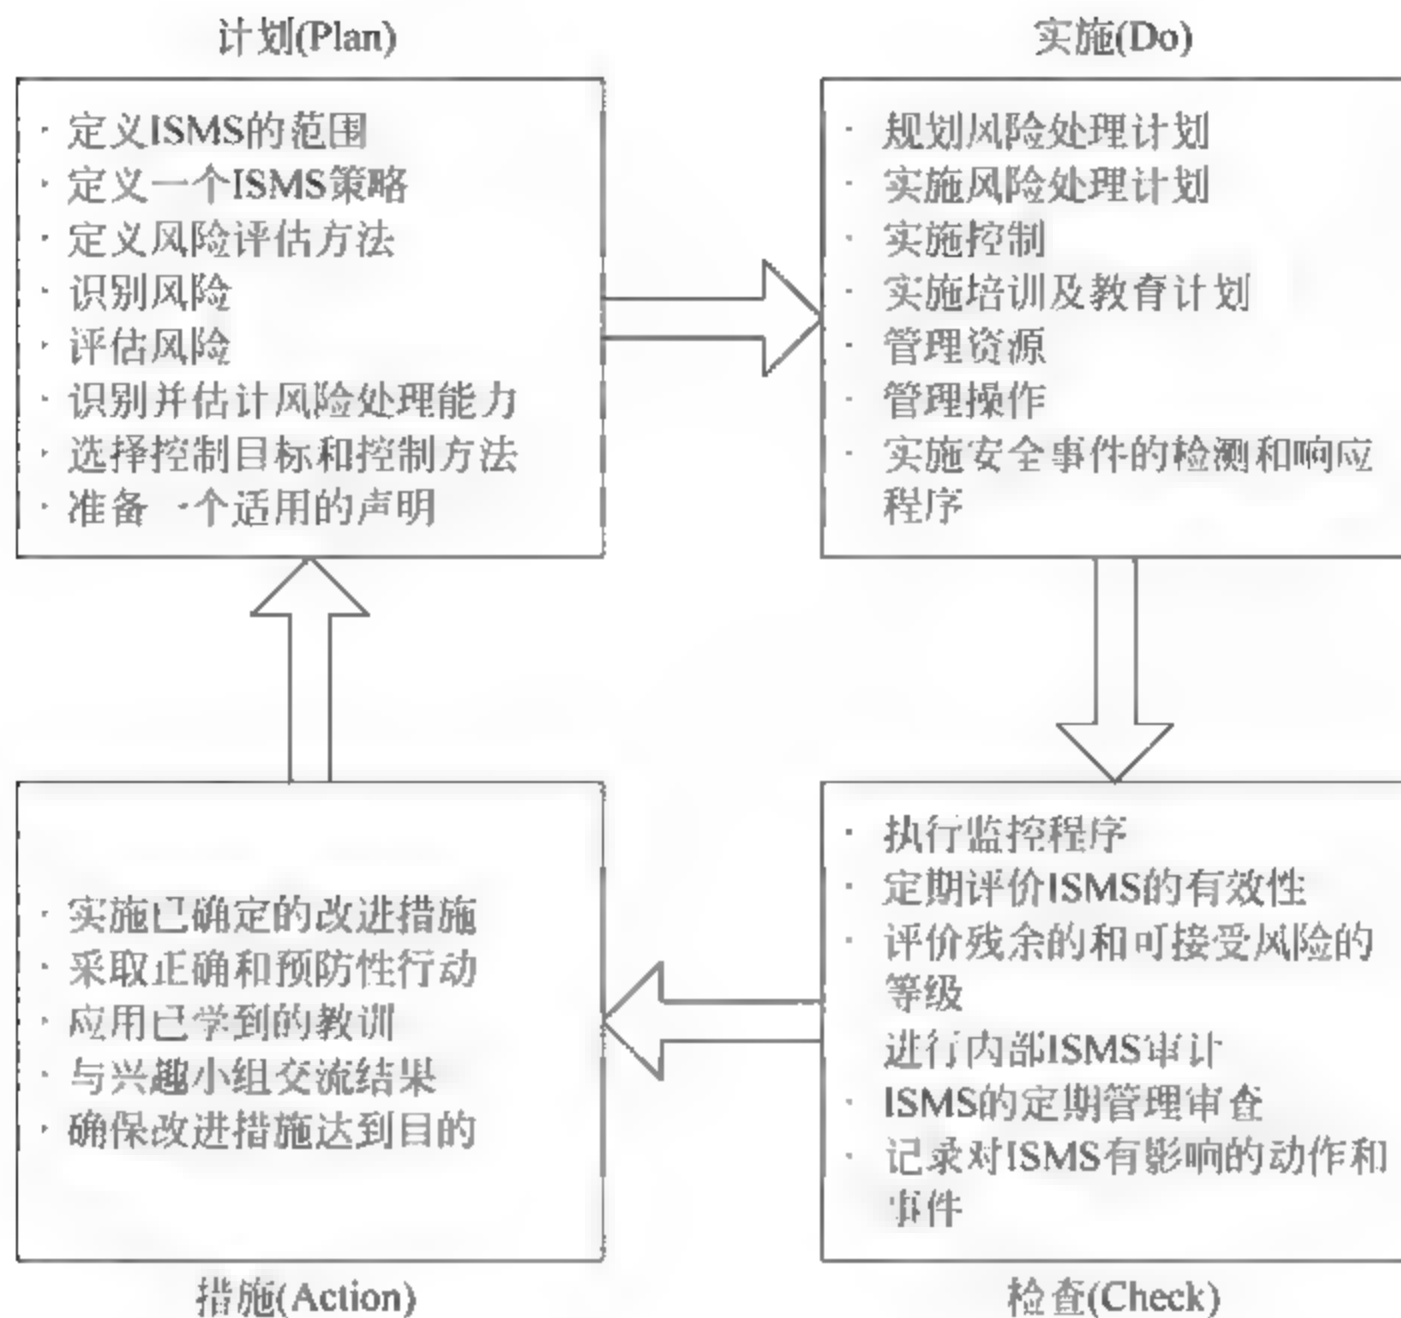 计划(Plan)
· 定义ISMS的范围
· 定义一个ISMS策略
· 定义风险评估方法
· 识别风险
· 评估风险
· 识别并估计风险处理能力
· 选择控制目标和控制方法
· 准备一个适用的声明
实施(Do)
· 规划风险处理计划
· 实施风险处理计划
· 实施控制
· 实施培训及教育计划
· 管理资源
· 管理操作
· 实施安全事件的检测和响应
程序
· 执行监控程序
· 定期评价ISMS的有效性
· 评价残余的和可接受风险的
等级
· 进行内部ISMS审计
· ISMS的定期管理审查
· 记录对ISMS有影响的动作和
事件
检查(Check)
· 实施已确定的改进措施
· 采取正确和预防性行动
· 应用已学到的教训
· 与兴趣小组交流结果
· 确保改进措施达到目的
措施(Action)